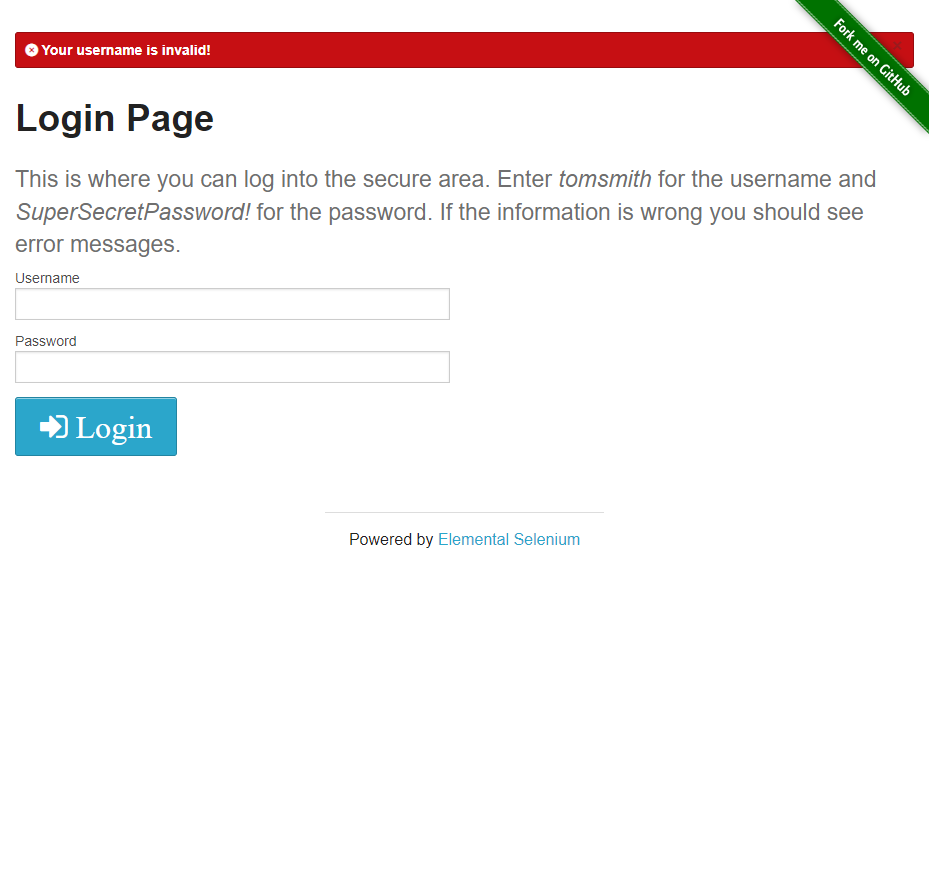 Your username is invalid!
Fork me on GitHub
Login Page
This is where you can log into the secure area. Enter tomsmith for the username and
SuperSecretPassword! for the password. If the information is wrong you should see
error messages.
Username
Password
Login
Powered by Elemental Selenium